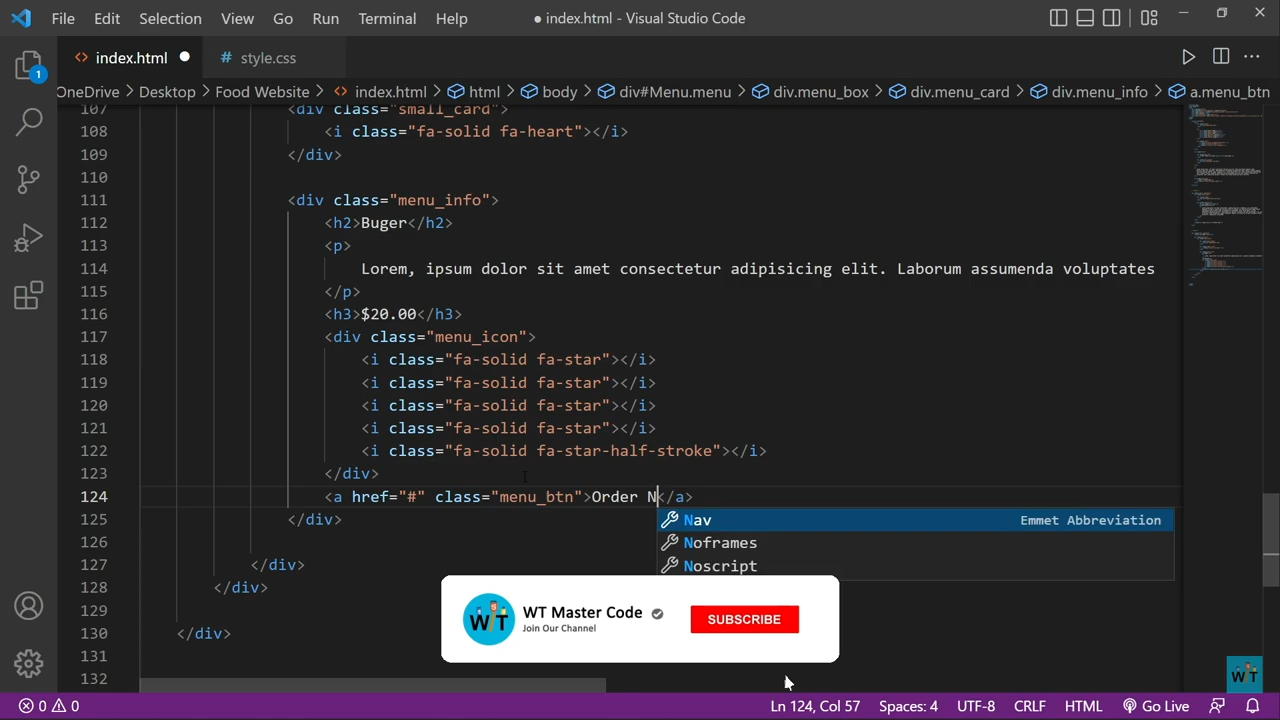 File Edit Selection View Go Run Terminal Help ● index.html - Visual Studio Code
1
<> index.html ● # style.css
OneDrive > Desktop > Food Website > <> index.html > html > body > div#Menu.menu > div.menu_box > div.menu_card > div.menu_info > a.menu_btn
107 <div class="small_card">
108 <i class="fa-solid fa-heart"></i>
109 </div>
110
111 <div class="menu_info">
112 <h2>Buger</h2>
113 <p>
114 Lorem, ipsum dolor sit amet consectetur adipisicing elit. Laborum assumenda voluptates
115 </p>
116 <h3>$20.00</h3>
117 <div class="menu_icon">
118 <i class="fa-solid fa-star"></i>
119 <i class="fa-solid fa-star"></i>
120 <i class="fa-solid fa-star"></i>
121 <i class="fa-solid fa-star"></i>
122 <i class="fa-solid fa-star-half-stroke"></i>
123 </div>
124 <a href="#" class="menu_btn">Order N</a>
125 </div>
Nav Emmet Abbreviation
126
Noframes
127 </div>
Noscript
128 </div>
129
130 </div>
131
132
WT
WT Master Code
Join Our Channel
SUBSCRIBE
WT
0 0 Ln 124, Col 57 Spaces: 4 UTF-8 CRLF HTML Go Live